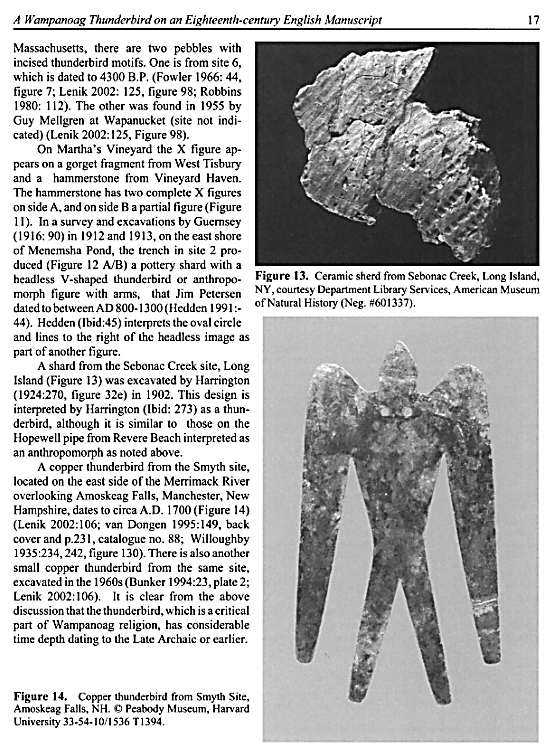 A Wampanoag Thunderbird on an Eighteenth-century English Manuscript 17
Massachusetts, there are two pebbles with
incised thunderbird motifs. One is from site 6,
which is dated to 4300 B.P. (Fowler 1966: 44,
figure 7; Lenik 2002: 125, figure 98; Robbins
1980: 112). The other was found in 1955 by
Guy Mellgren at Wapanucket (site not indi-
cated) (Lenik 2002:125, Figure 98).
On Martha's Vineyard the X figure ap-
pears on a gorget fragment from West Tisbury
and a hammerstone from Vineyard Haven.
The hammerstone has two complete X figures
on side A, and on side B a partial figure (Figure
11). In a survey and excavations by Guernsey
(1916: 90) in 1912 and 1913, on the east shore
of Menemsha Pond, the trench in site 2 pro-
duced (Figure 12 A/B) a pottery shard with a
headless V-shaped thunderbird or anthropo-
morph figure with arms, that Jim Petersen
dated to between AD 800-1300 (Hedden 1991:-
44). Hedden (Ibid:45) interprets the oval circle
and lines to the right of the headless image as
part of another figure.
A shard from the Sebonac Creek site, Long
Island (Figure 13) was excavated by Harrington
(1924:270, figure 32e) in 1902. This design is
interpreted by Harrington (Ibid: 273) as a thun-
derbird, although it is similar to those on the
Hopewell pipe from Revere Beach interpreted as
an anthropomorph as noted above.
A copper thunderbird from the Smyth site,
located on the east side of the Merrimack River
overlooking Amoskeag Falls, Manchester, New
Hampshire, dates to circa A.D. 1700 (Figure 14)
(Lenik 2002:106; van Dongen 1995:149, back
cover and p.231, catalogue no. 88; Willoughby
1935:234, 242, figure 130). There is also another
small copper thunderbird from the same site,
excavated in the 1960s (Bunker 1994:23, plate 2;
Lenik 2002:106). It is clear from the above
discussion that the thunderbird, which is a critical
part of Wampanoag religion, has considerable
time depth dating to the Late Archaic or earlier.
Figure 14. Copper thunderbird from Smyth Site,
Amoskeag Falls, NH. © Peabody Museum, Harvard
University 33-54-10/1536 T1394.
Figure 13. Ceramic sherd from Sebonac Creek, Long Island,
NY, courtesy Department Library Services, American Museum
of Natural History (Neg. #601337).